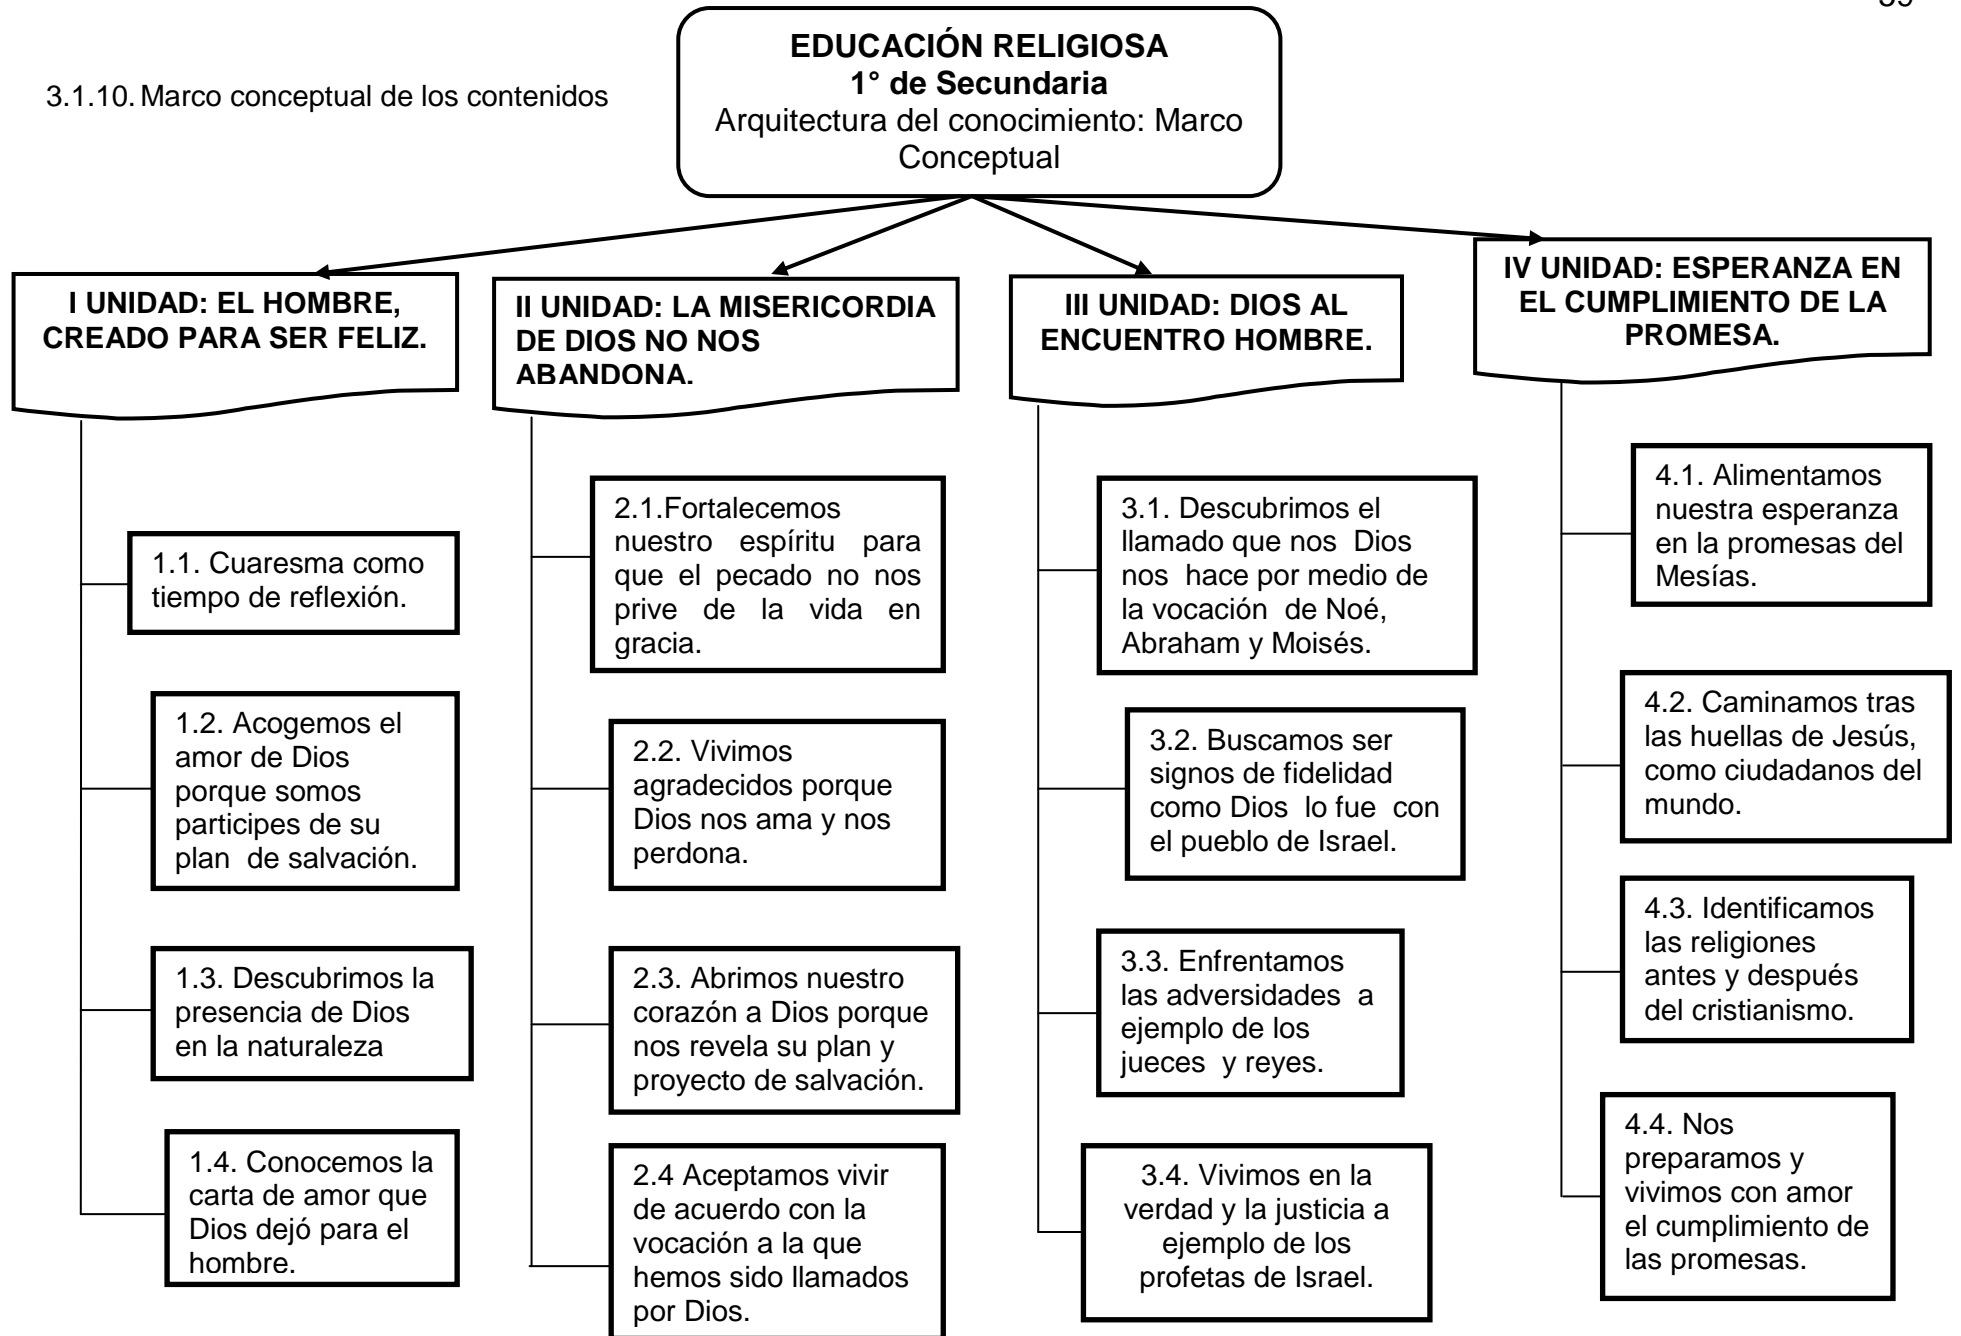 3.1.10. Marco conceptual de los contenidos
EDUCACIÓN RELIGIOSA
1° de Secundaria
Arquitectura del conocimiento: Marco
Conceptual
I UNIDAD: EL HOMBRE,
CREADO PARA SER FELIZ.
1.1. Cuaresma como
tiempo de reflexión.
1.2. Acogemos el
amor de Dios
porque somos
participes de su
plan de salvación.
1.3. Descubrimos la
presencia de Dios
en la naturaleza
1.4. Conocemos la
carta de amor que
Dios dejó para el
hombre.
II UNIDAD: LA MISERICORDIA
DE DIOS NO NOS
ABANDONA.
2.1.Fortalecemos
nuestro espíritu para
que el pecado no nos
prive de la vida en
gracia.
2.2. Vivimos
agradecidos porque
Dios nos ama y nos
perdona.
2.3. Abrimos nuestro
corazón a Dios porque
nos revela su plan y
proyecto de salvación.
2.4 Aceptamos vivir
de acuerdo con la
vocación a la que
hemos sido llamados
por Dios.
III UNIDAD: DIOS AL
ENCUENTRO HOMBRE.
3.1. Descubrimos el
llamado que nos Dios
nos hace por medio de
la vocación de Noé,
Abraham y Moisés.
3.2. Buscamos ser
signos de fidelidad
como Dios lo fue con
el pueblo de Israel.
3.3. Enfrentamos
las adversidades a
ejemplo de los
jueces y reyes.
3.4. Vivimos en la
verdad y la justicia a
ejemplo de los
profetas de Israel.
IV UNIDAD: ESPERANZA EN
EL CUMPLIMIENTO DE LA
PROMESA.
4.1. Alimentamos
nuestra esperanza
en la promesas del
Mesías.
4.2. Caminamos tras
las huellas de Jesús,
como ciudadanos del
mundo.
4.3. Identificamos
las religiones
antes y después
del cristianismo.
4.4. Nos
preparamos y
vivimos con amor
el cumplimiento de
las promesas.